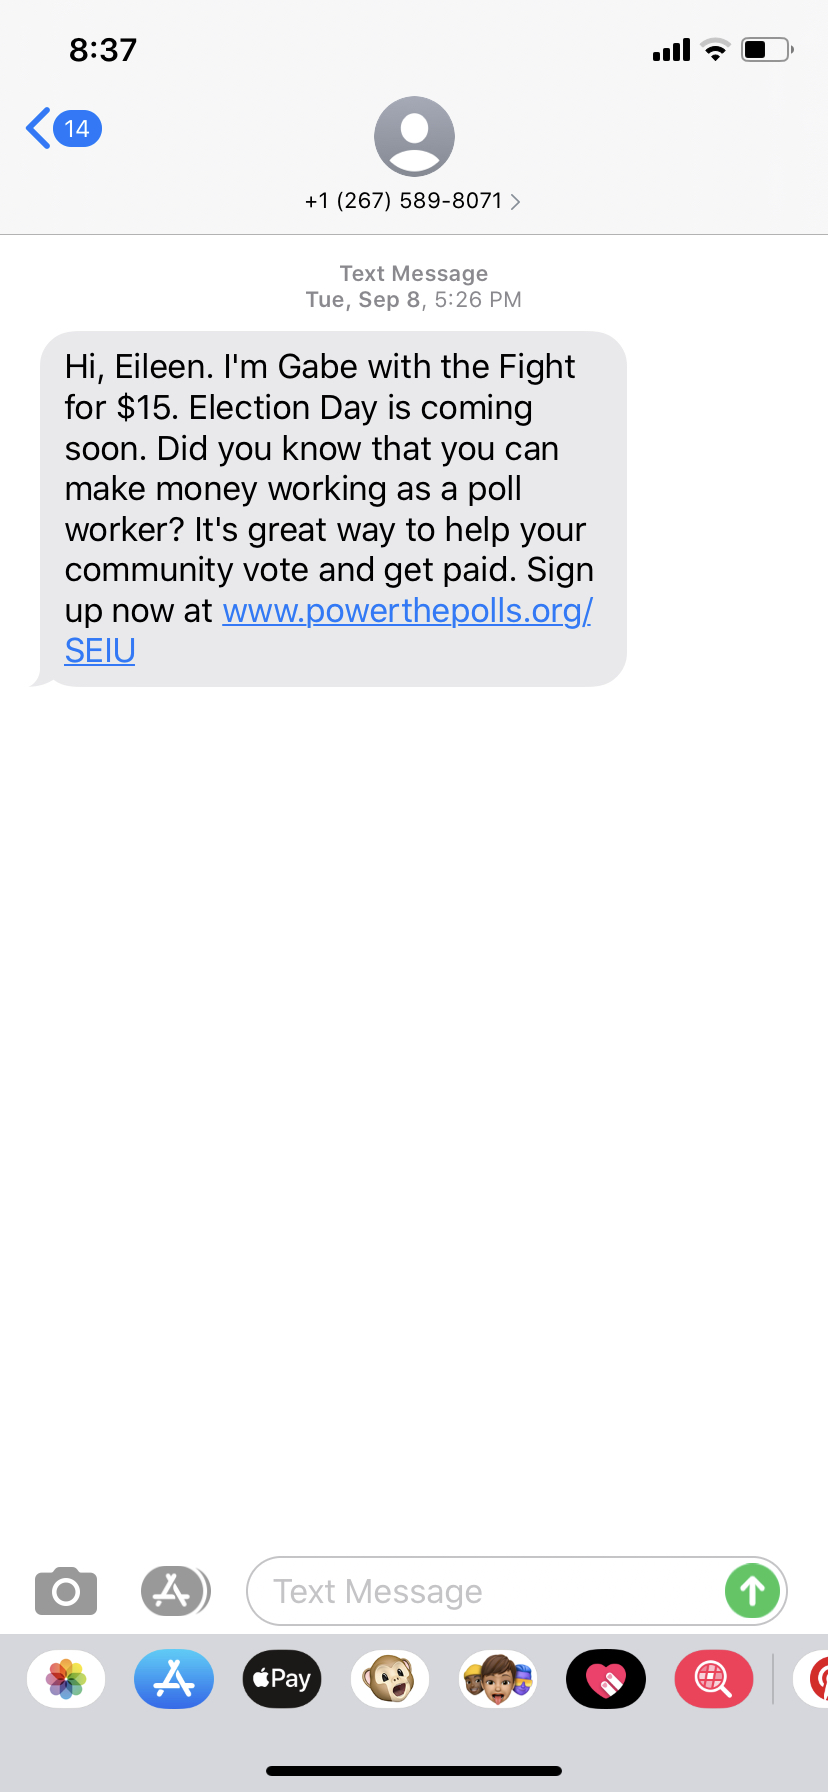 8:37
14
+1 (267) 589-8071
Text Message
Tue, Sep 8, 5:26 PM
Hi, Eileen. I'm Gabe with the Fight
for $15. Election Day is coming
soon. Did you know that you can
make money working as a poll
worker? It's great way to help your
community vote and get paid. Sign
up now at www.powerthepolls.org/
SEIU
Text Message
Pay